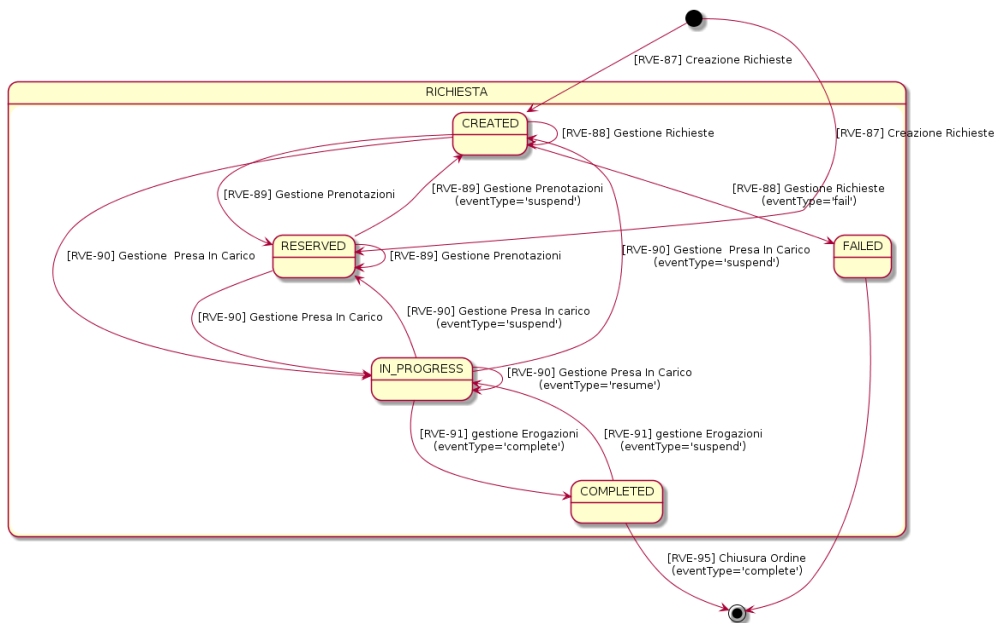 [RVE-87] Creazione Richieste
RICHIESTA
CREATED
[RVE-88] Gestione Richieste
[RVE-87] Creazione Richieste
[RVE-89] Gestione Prenotazioni
[RVE-89] Gestione Prenotazioni
(eventType='suspend')
[RVE-88] Gestione Richieste
(eventType='fail')
RESERVED
[RVE-90] Gestione  Presa In Carico
[RVE-89] Gestione Prenotazioni
[RVE-90] Gestione  Presa In Carico
(eventType='suspend')
FAILED
[RVE-90] Gestione Presa In Carico
[RVE-90] Gestione Presa In carico
(eventType='suspend')
IN_PROGRESS
[RVE-90] Gestione Presa In Carico
(eventType='resume')
[RVE-91] gestione Erogazioni
(eventType='complete')
[RVE-91] gestione Erogazioni
(eventType='suspend')
COMPLETED
[RVE-95] Chiusura Ordine
(eventType='complete')